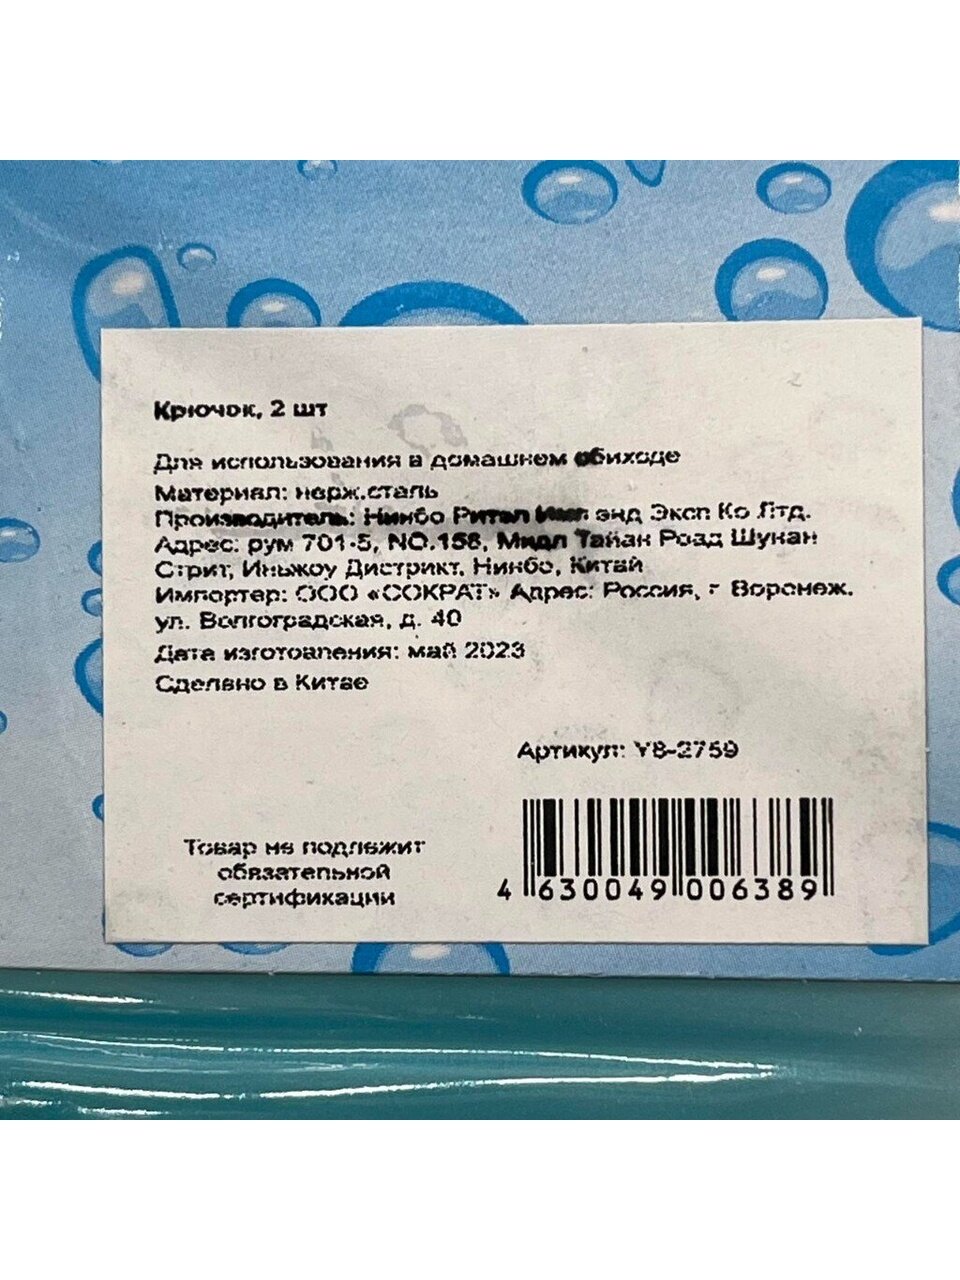 Крючок, 2 шт
Для использования в домашнем обиходе
Материал: нерж.сталь
Производитель: Нинбо Ритал Имп энд Эксп Ко Лтд.
Адрес: рум 701-5, NO.158, Мидл Тайан Роад Шунан
Стрит, Иньжоу Дистрикт, Нинбо, Китай
Импортер: ООО «СОКРАТ» Адрес: Россия, г Воронеж.
ул. Волгоградская, д. 40
Дата изготовления: май 2023
Сделано в Китае
Артикул: Y8-2759
Товар не подлежит
обязательной
сертификации
4 630049 006389